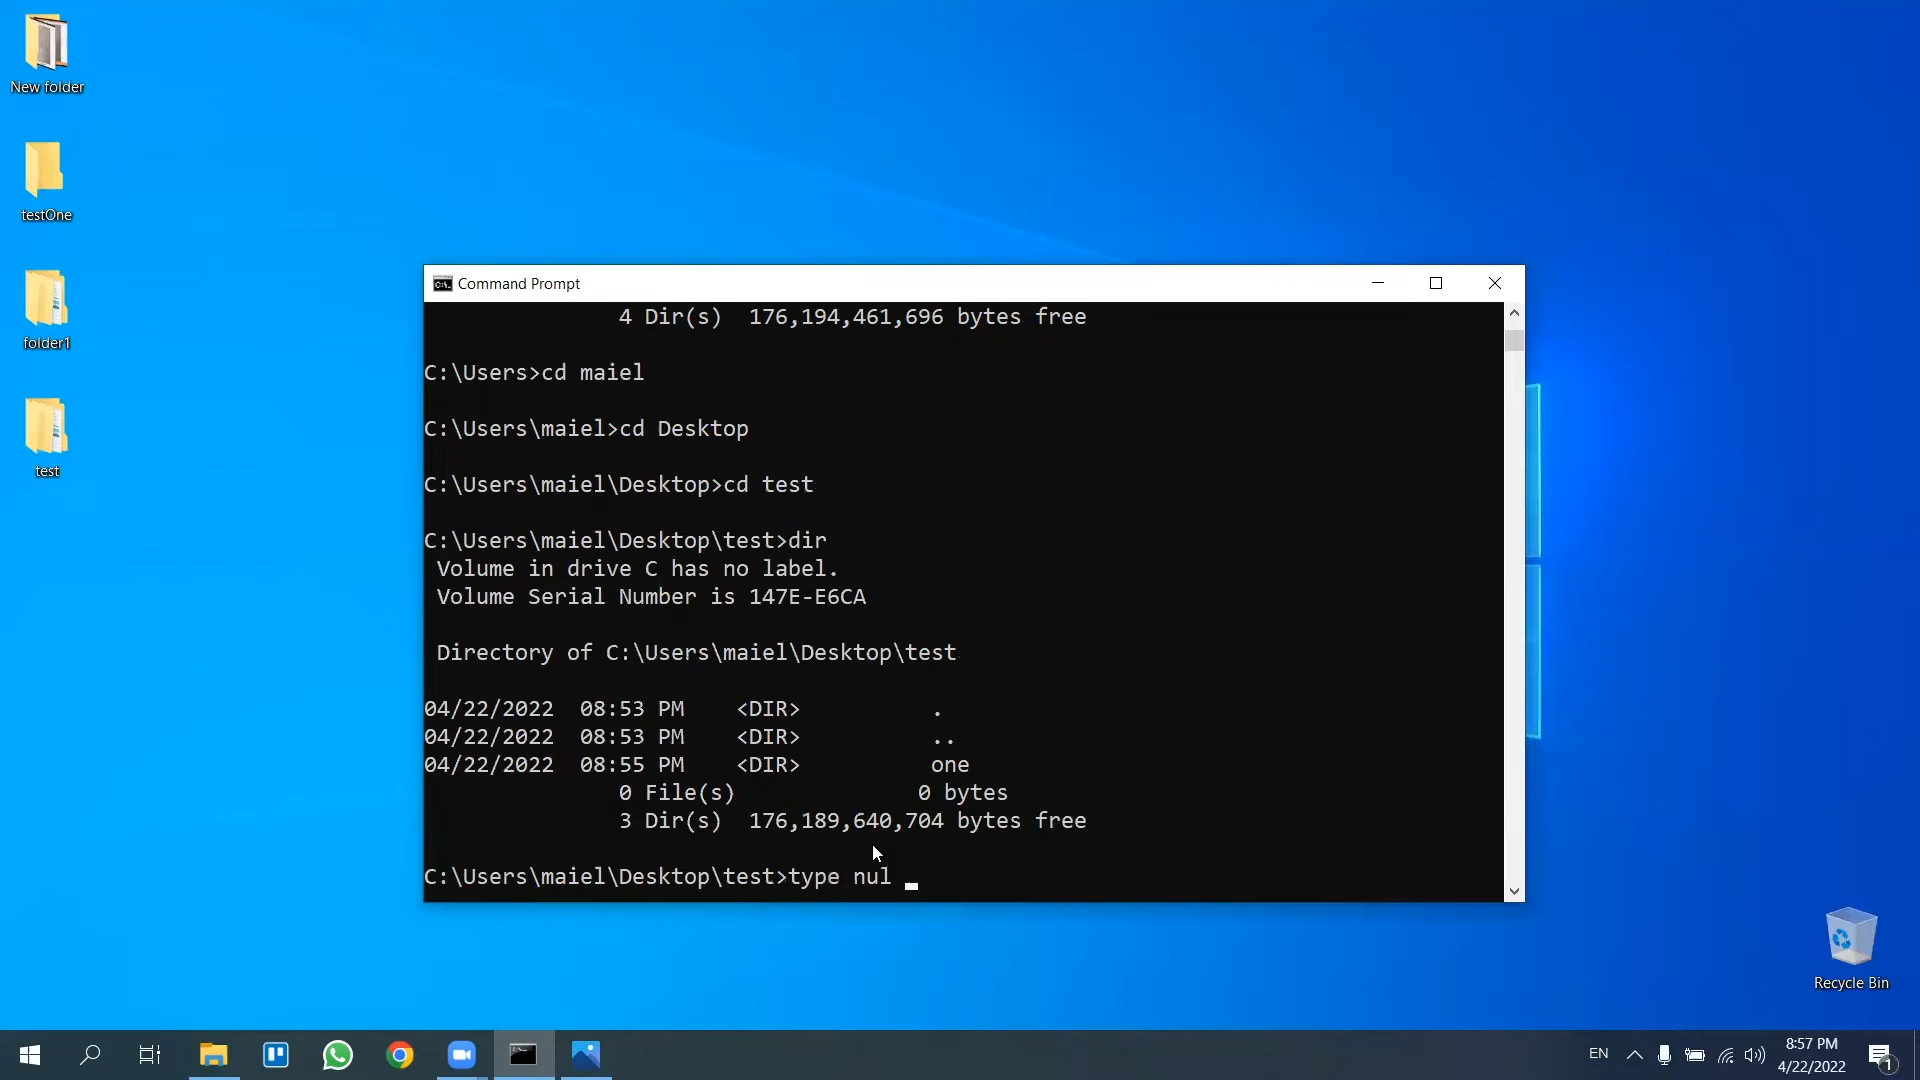 New folder
testOne
folder1
test
Command Prompt
4 Dir(s)  176,194,461,696 bytes free
C:\Users>cd maiel
C:\Users\maiel>cd Desktop
C:\Users\maiel\Desktop>cd test
C:\Users\maiel\Desktop\test>dir
Volume in drive C has no label.
Volume Serial Number is 147E-E6CA
Directory of C:\Users\maiel\Desktop\test
04/22/2022  08:53 PM    <DIR>          .
04/22/2022  08:53 PM    <DIR>          ..
04/22/2022  08:55 PM    <DIR>          one
0 File(s)              0 bytes
3 Dir(s)  176,189,640,704 bytes free
C:\Users\maiel\Desktop\test>type nul
Recycle Bin
EN
8:57 PM
4/22/2022
1